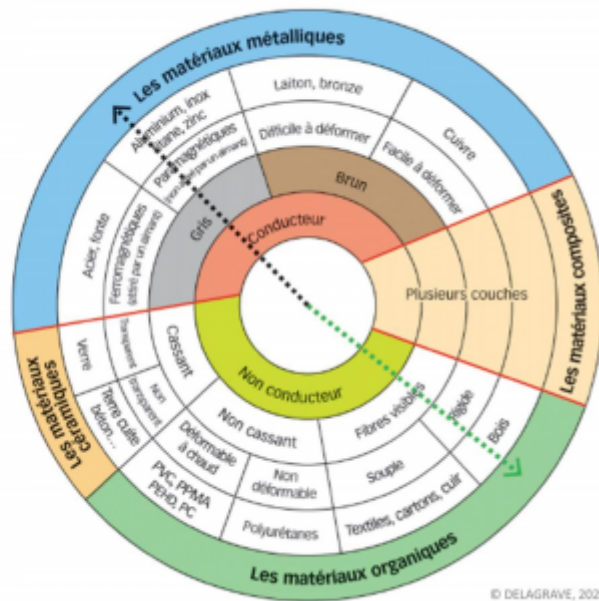 Les matériaux métalliques
Aluminium, inox
titane, zinc
Laiton, bronze
Cuivre
Paramagnétiques
(non attiré par un aimant)
Difficile à déformer
Facile à déformer
Acier, fonte
Ferromagnétiques
(attiré par un aimant)
Gris
Brun
Conducteur
Les matériaux composites
Plusieurs couches
Les matériaux
céramiques
Verre
Transparent
Cassant
Terre cuite
béton...
Non
transparent
Non conducteur
Non cassant
Fibres visibles
Déformable
à chaud
Non
déformable
Souple
Rigide
Bois
PVC, PPMA
PEHD, PC
Polyurétanes
Textiles, cartons, cuir
Les matériaux organiques
© DELAGRAVE, 202